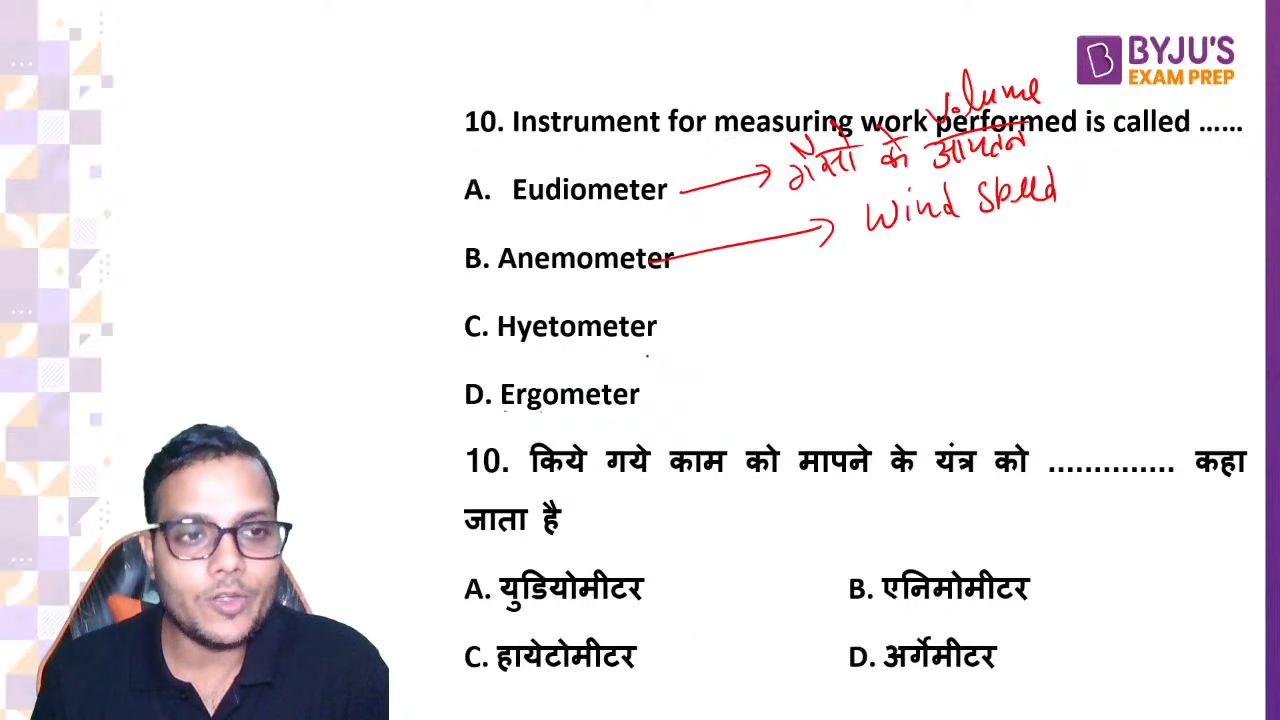 BYJU'S
EXAM PREP
volume
10. Instrument for measuring work performed is called ......
गैसों के आयतन
A. Eudiometer
Wind speed
B. Anemometer
C. Hyetometer
D. Ergometer
10. किये गये काम को मापने के यंत्र को .............. कहा
जाता है
A. युडियोमीटर B. एनिमोमीटर
C. हायेटोमीटर D. अर्गेमीटर